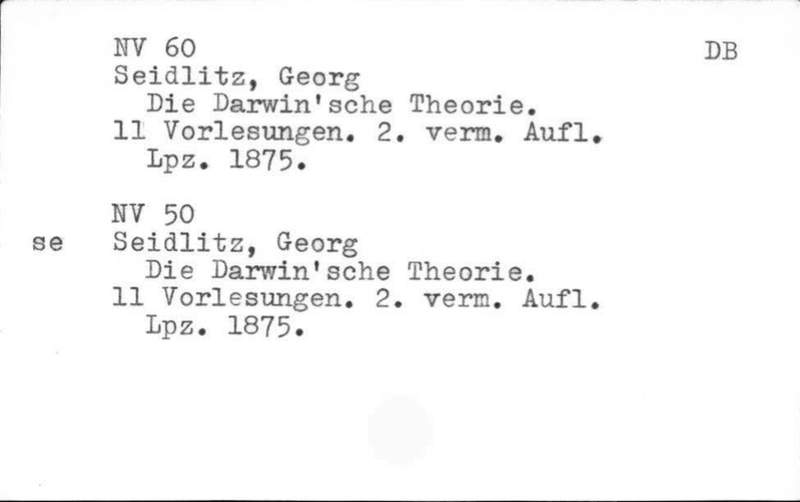 NV 60 DB
Seidlitz, Georg
Die Darwin'sche Theorie.
11 Vorlesungen. 2. verm. Aufl.
Lpz. 1875.
NV 50
se Seidlitz, Georg
Die Darwin'sche Theorie.
11 Vorlesungen. 2. verm. Aufl.
Lpz. 1875.